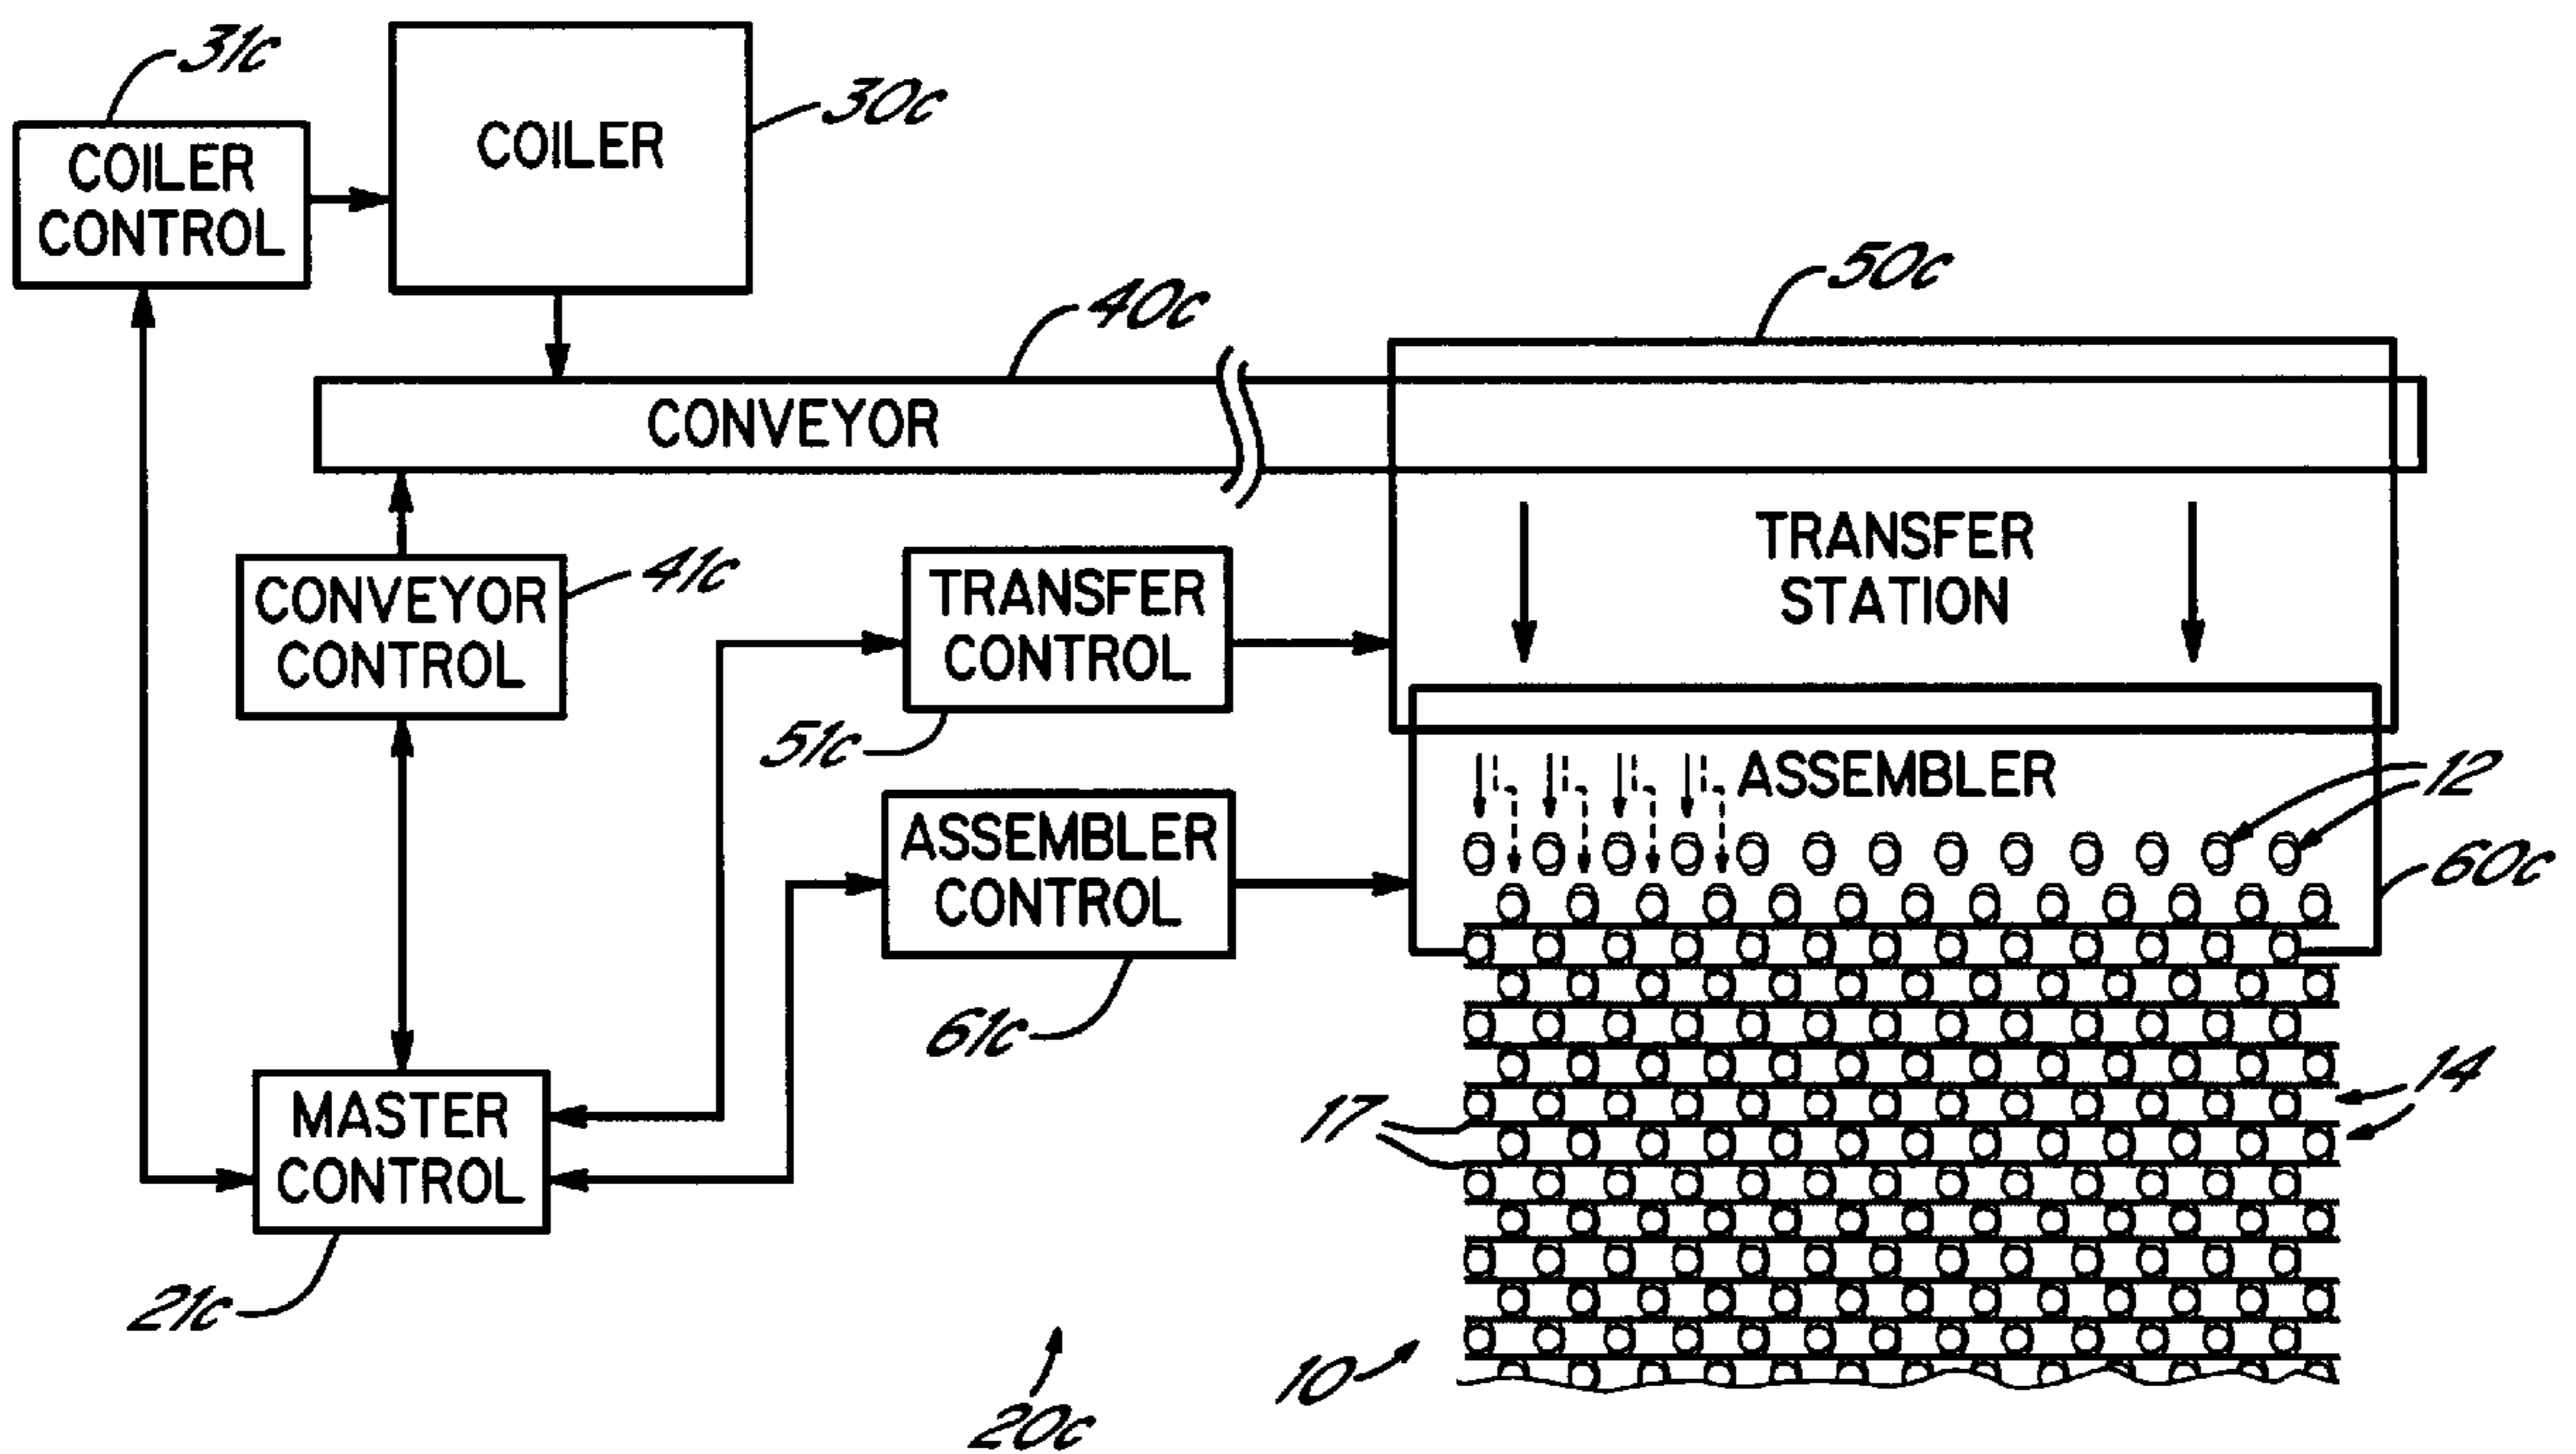 31c
30c
COILER
COILER
CONTROL
50c
40c
CONVEYOR
TRANSFER
STATION
41c
CONVEYOR
CONTROL
TRANSFER
CONTROL
51c
ASSEMBLER
12
ASSEMBLER
CONTROL
60c
61c
14
17
MASTER
CONTROL
21c
10
20c